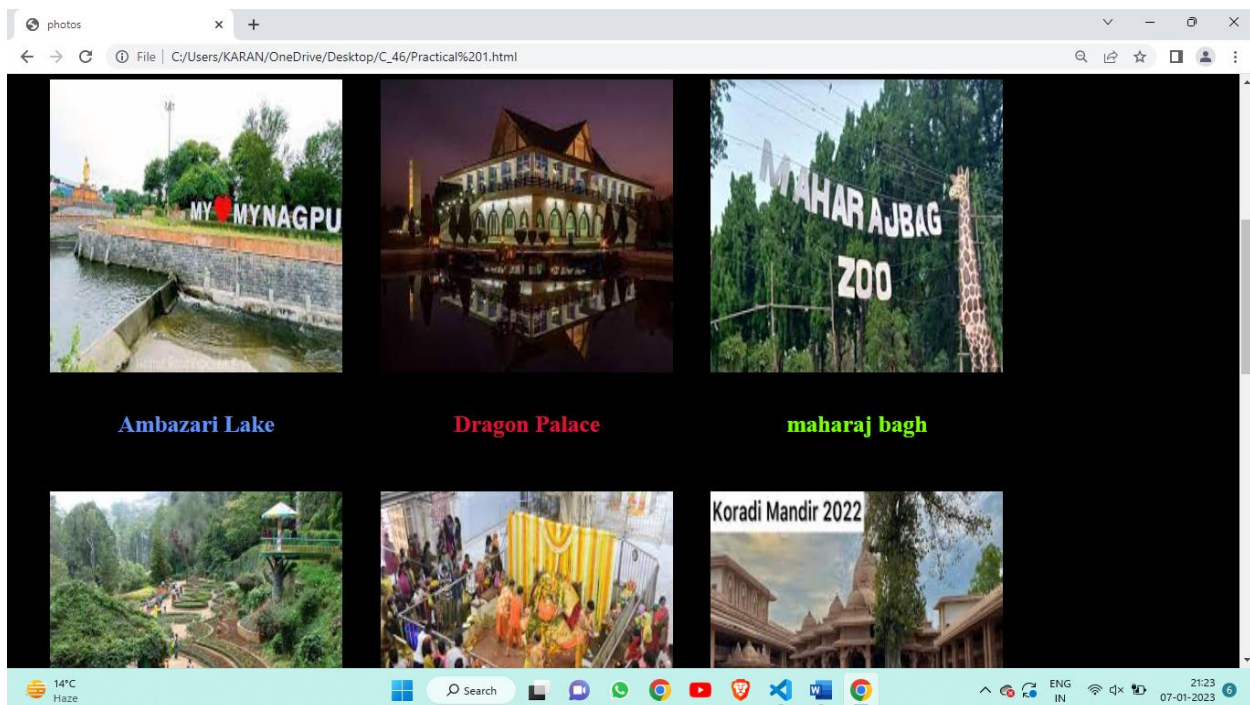 photos
File
C:/Users/KARAN/OneDrive/Desktop/C_46/Practical%201.html
MY MYNAGPU
MAHARAJBAG
ZOO
Ambazari Lake
Dragon Palace
maharaj bagh
Koradi Mandir 2022
14°C
Haze
Search
ENG
IN
21:23
07-01-2023
6